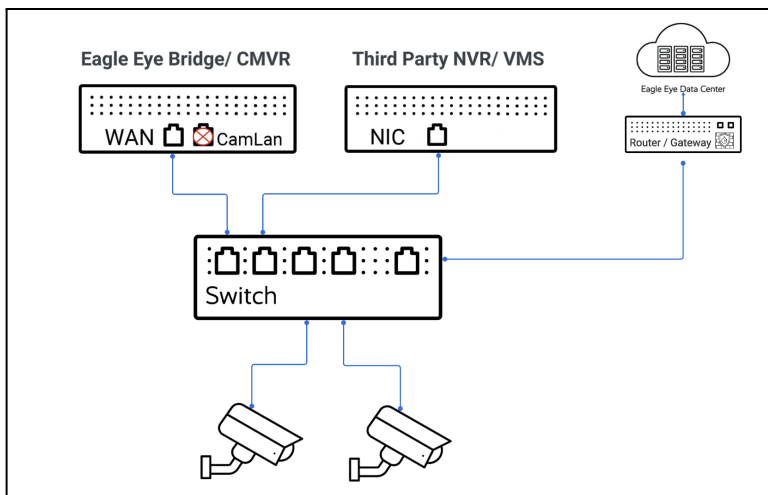 Eagle Eye Bridge/ CMVR
Third Party NVR/ VMS
Eagle Eye Data Center
WAN
CamLan
NIC
Router / Gateway
Switch